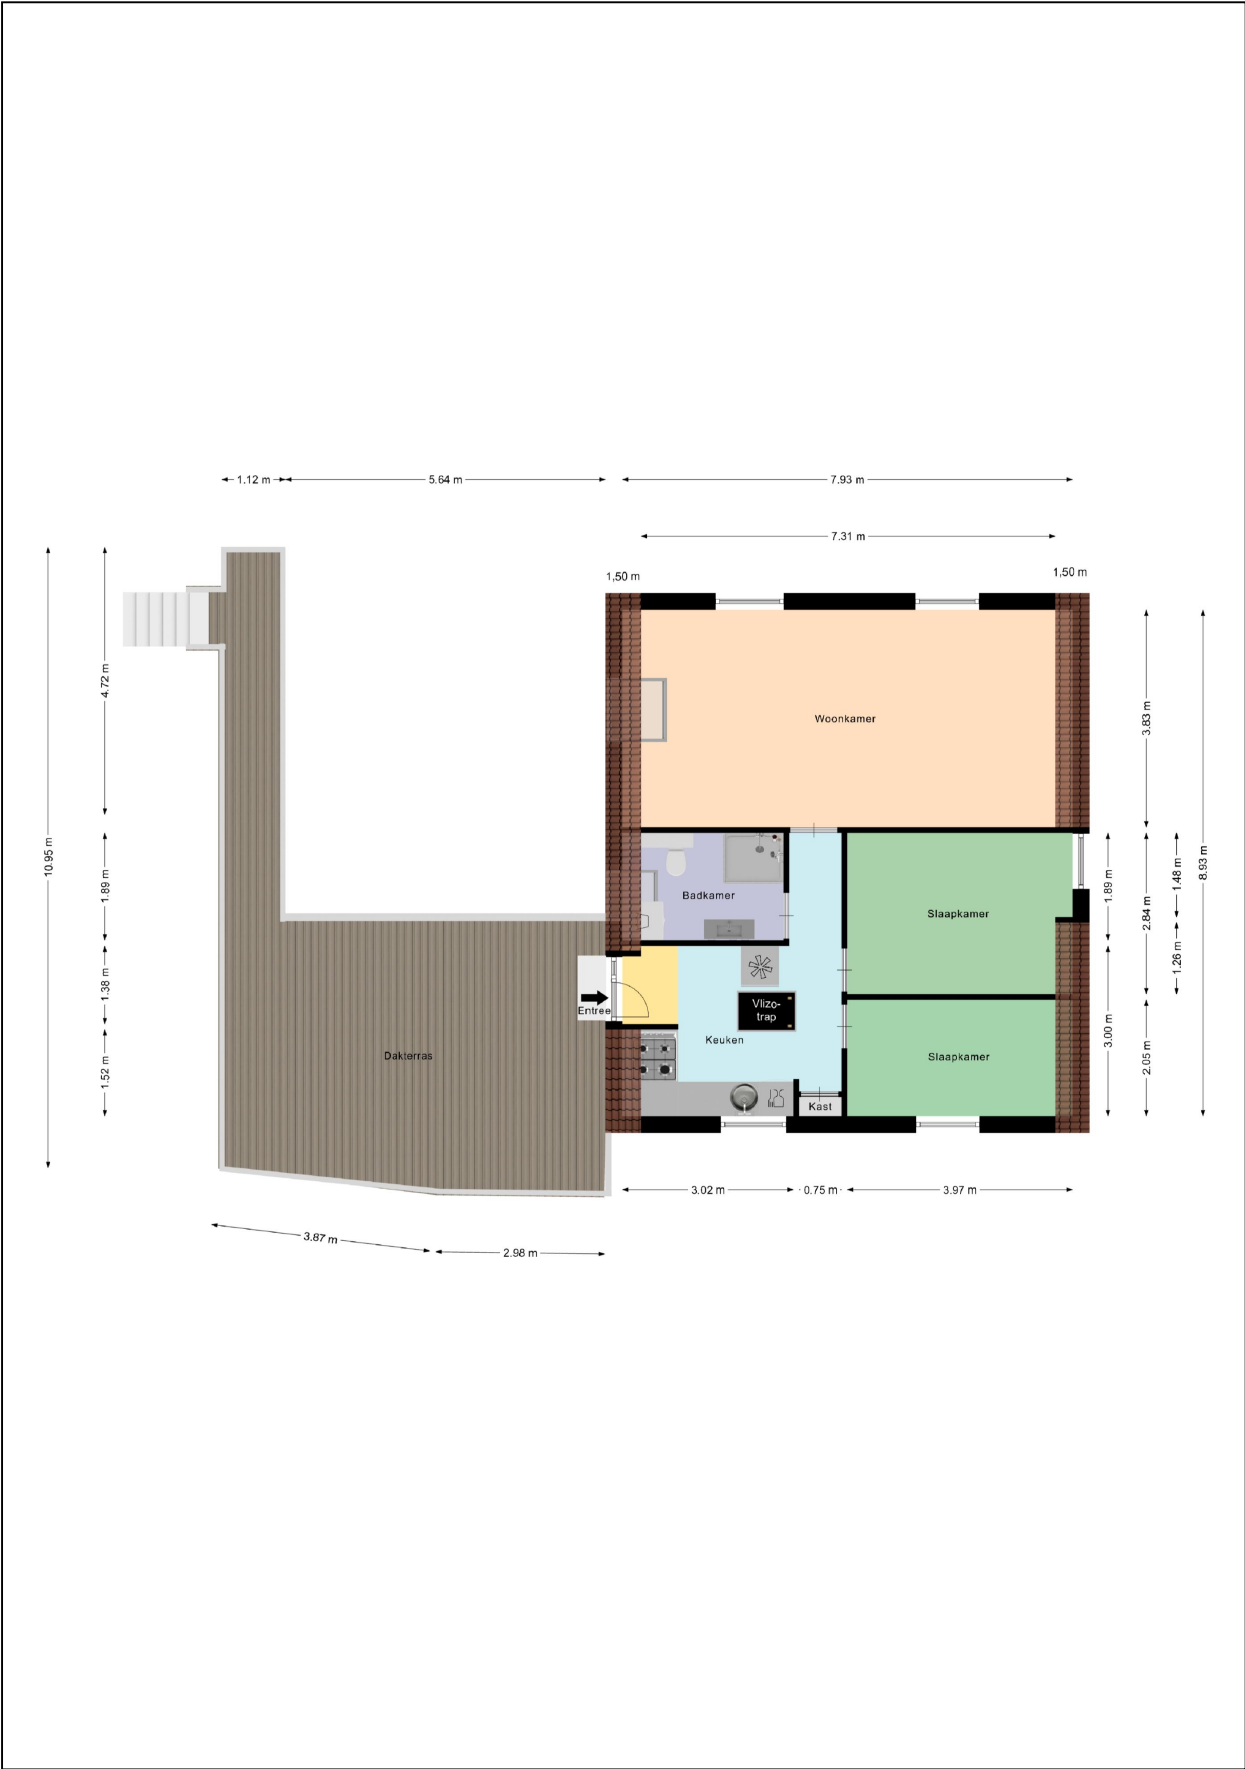 1.12 m
5.64 m
7.93 m
7.31 m
1,50 m
1,50 m
10.95 m
4.72 m
1.89 m
1.38 m
1.52 m
Woonkamer
Badkamer
Slaapkamer
Entree
Vlizo-
trap
Keuken
Dakterras
Slaapkamer
Kast
3.83 m
8.93 m
1.89 m
2.84 m
1.48 m
1.26 m
3.00 m
2.05 m
3.02 m
0.75 m
3.97 m
3.87 m
2.98 m